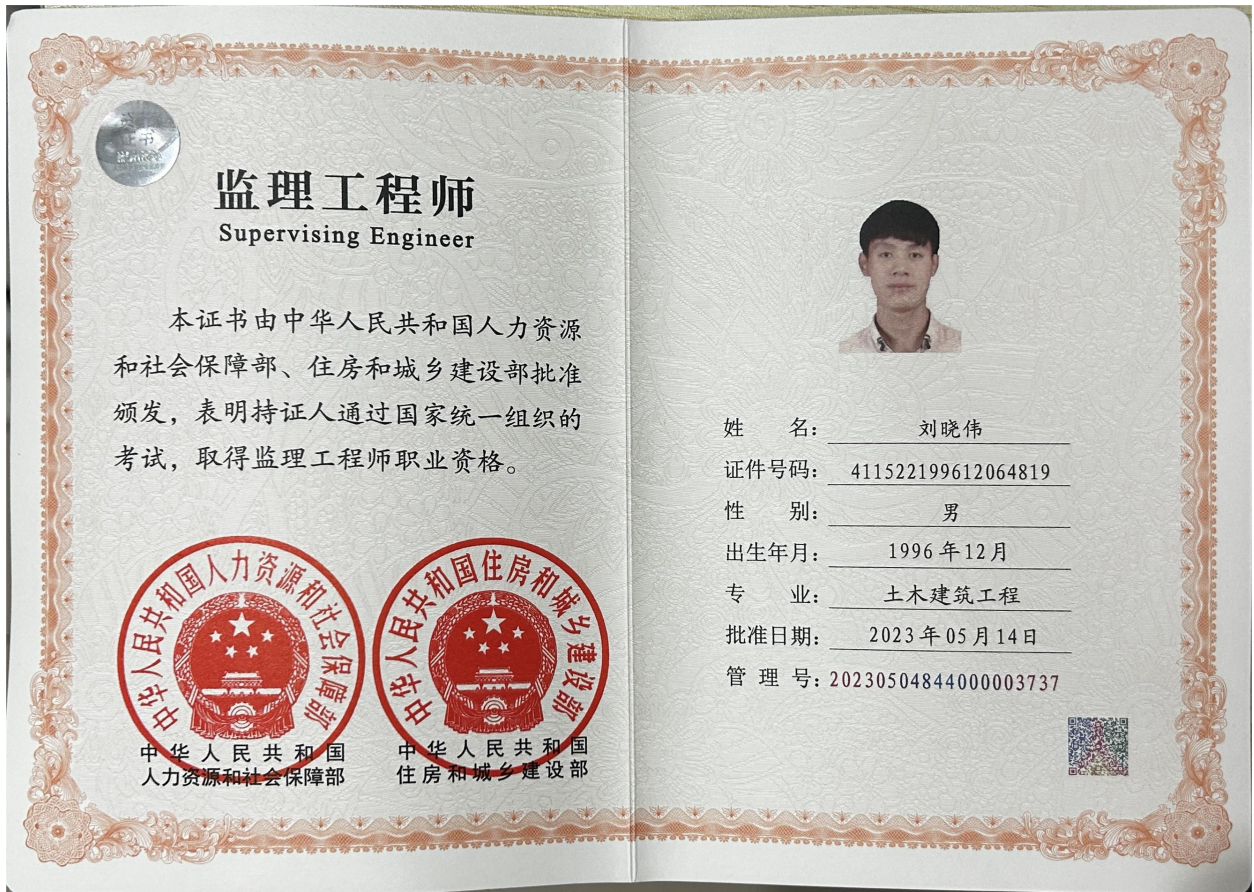 监理工程师
Supervising Engineer
本证书由中华人民共和国人力资源
和社会保障部、住房和城乡建设部批准
颁发，表明持证人通过国家统一组织的
考试，取得监理工程师职业资格。
中华人民共和国人力资源和社会保障部
中华人民共和国
人力资源和社会保障部
中华人民共和国住房和城乡建设部
中华人民共和国
住房和城乡建设部
姓 名：刘晓伟
证件号码：411522199612064819
性 别：男
出生年月：1996年12月
专 业：土木建筑工程
批准日期：2023年05月14日
管 理 号：20230504844000003737